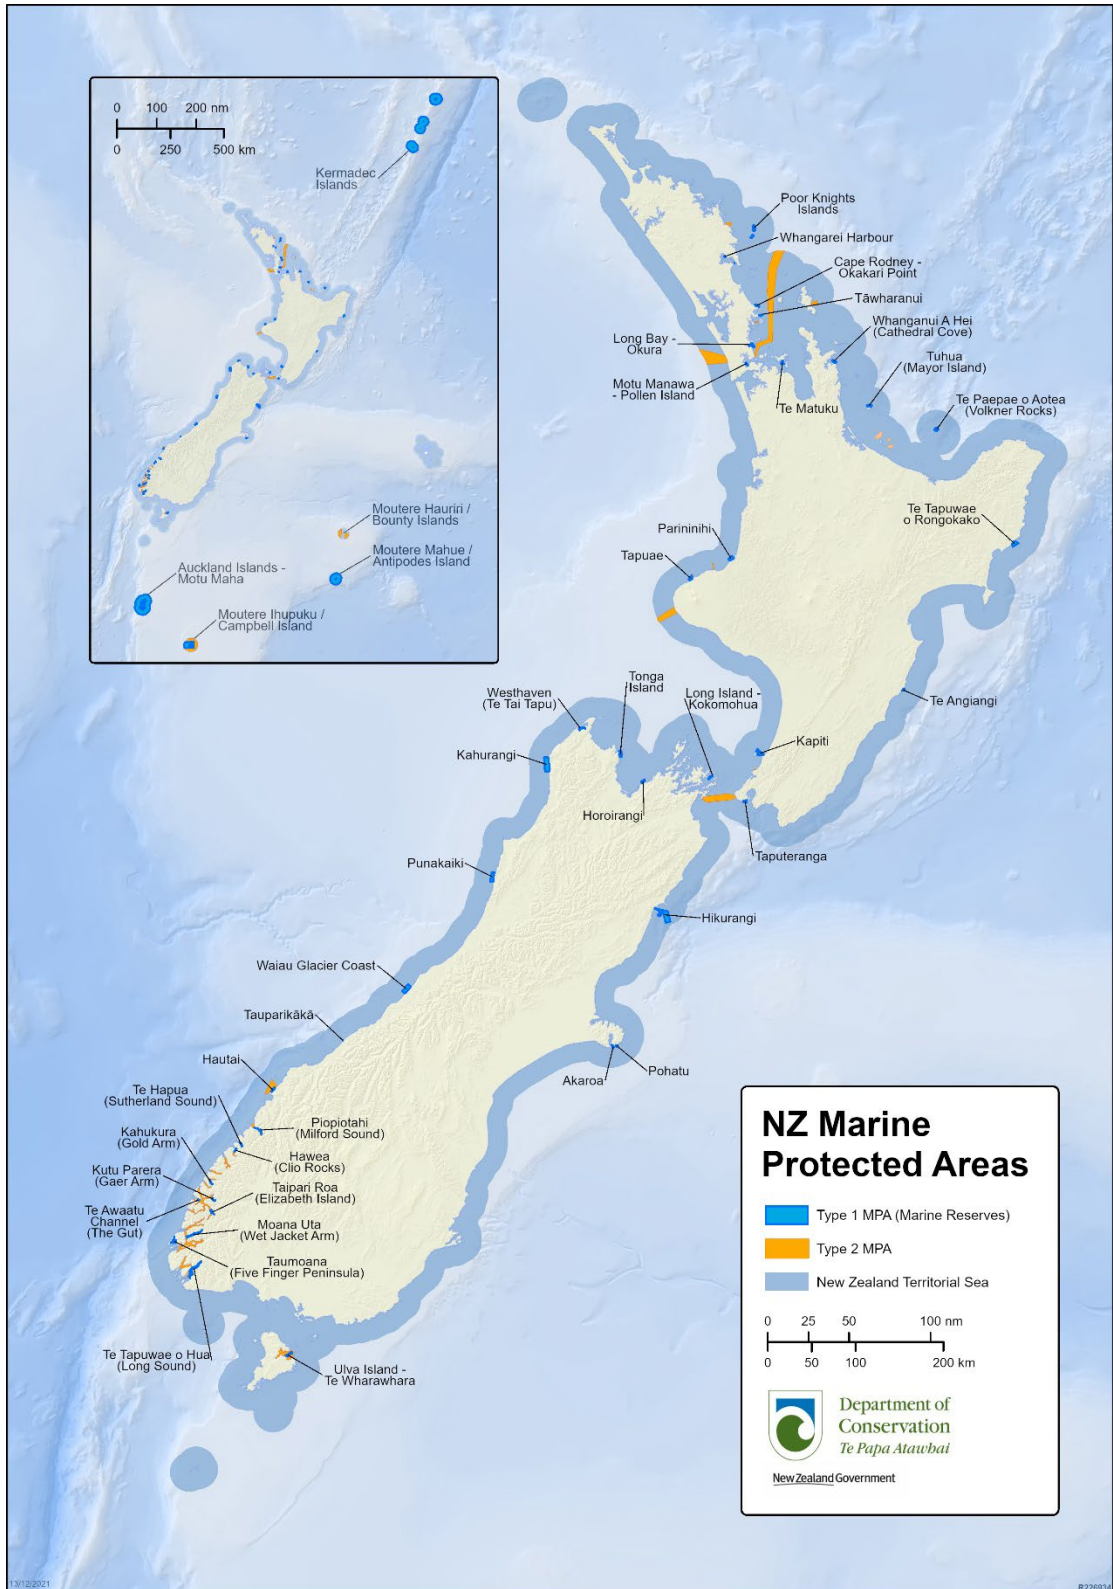 0 100 200 nm
0 250 500 km
Kermadec
Islands
Moutere Hauriri /
Bounty Islands
Moutere Mahue /
Antipodes Island
Auckland Islands -
Motu Maha
Moutere Ihupuku /
Campbell Island
Poor Knights
Islands
Whangarei Harbour
Cape Rodney -
Okakari Point
Tāwharanui
Long Bay -
Okura
Whanganui A Hei
(Cathedral Cove)
Motu Manawa
- Pollen Island
Tuhua
(Mayor Island)
Te Matuku
Te Paepae o Aotea
(Volkner Rocks)
Te Tapuwae
o Rongokako
Parininihi
Tapuae
Tonga
Island
Westhaven
(Te Tai Tapu)
Long Island -
Kokomohua
Te Angiangi
Kapiti
Kahurangi
Horoirangi
Taputeranga
Punakaiki
Hikurangi
Waiau Glacier Coast
Tauparikākā
Hautai
Akaroa
Pohatu
Te Hapua
(Sutherland Sound)
Piopiotahi
(Milford Sound)
Kahukura
(Gold Arm)
Hawea
(Clio Rocks)
Kutu Parera
(Gaer Arm)
Taipari Roa
(Elizabeth Island)
Te Awaatu
Channel
(The Gut)
Moana Uta
(Wet Jacket Arm)
Taumoana
(Five Finger Peninsula)
Te Tapuwae o Hua
(Long Sound)
Ulva Island -
Te Wharawhara
NZ Marine
Protected Areas
Type 1 MPA (Marine Reserves)
Type 2 MPA
New Zealand Territorial Sea
0 25 50 100 nm
0 50 100 200 km
Department of
Conservation
Te Papa Atawhai
New Zealand Government
13/12/2021